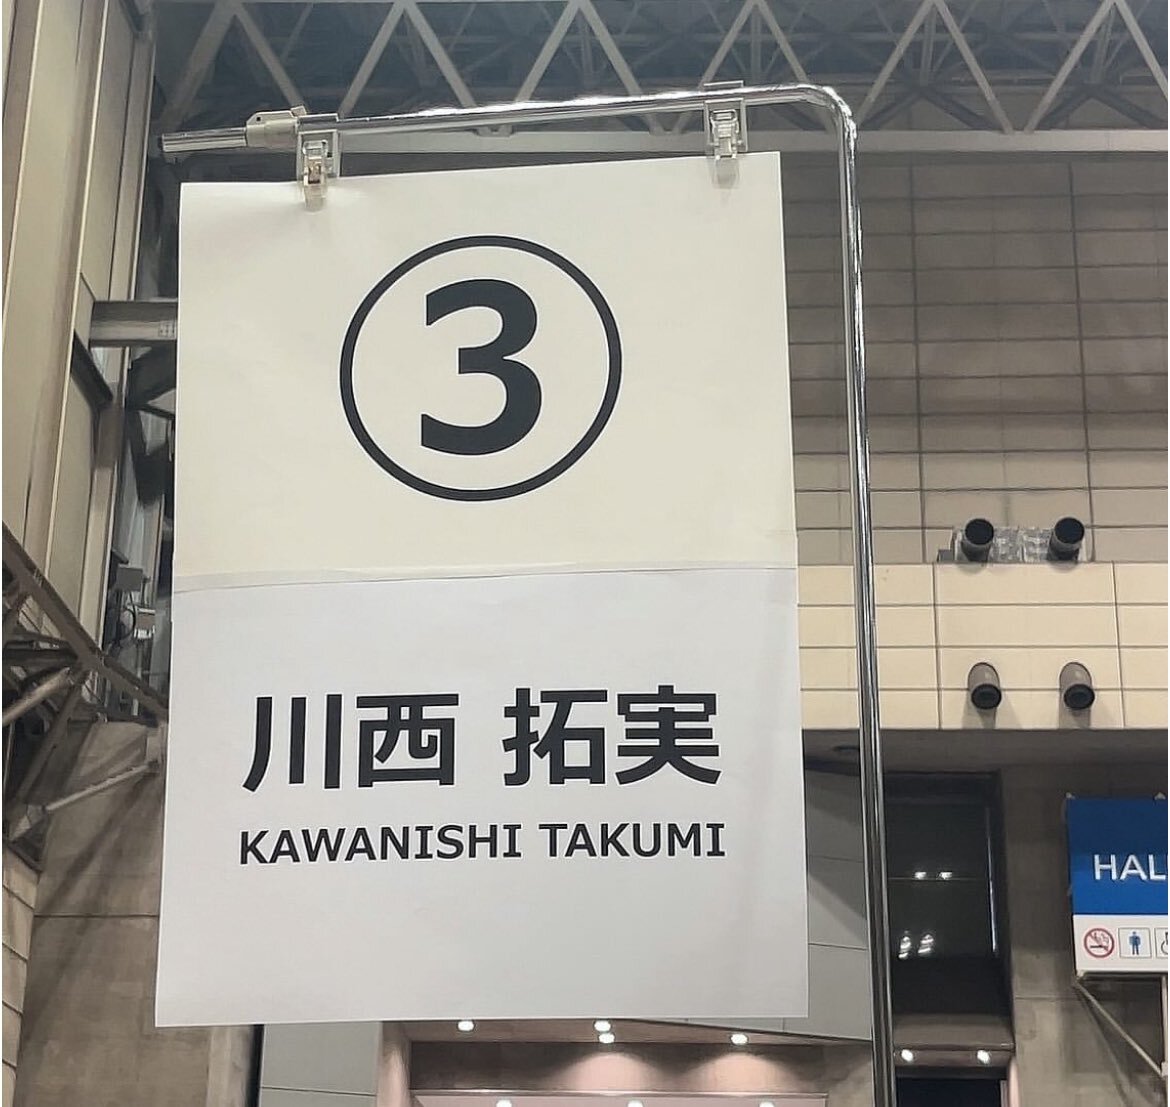 ③
川西 拓実
KAWANISHI TAKUMI
HAL